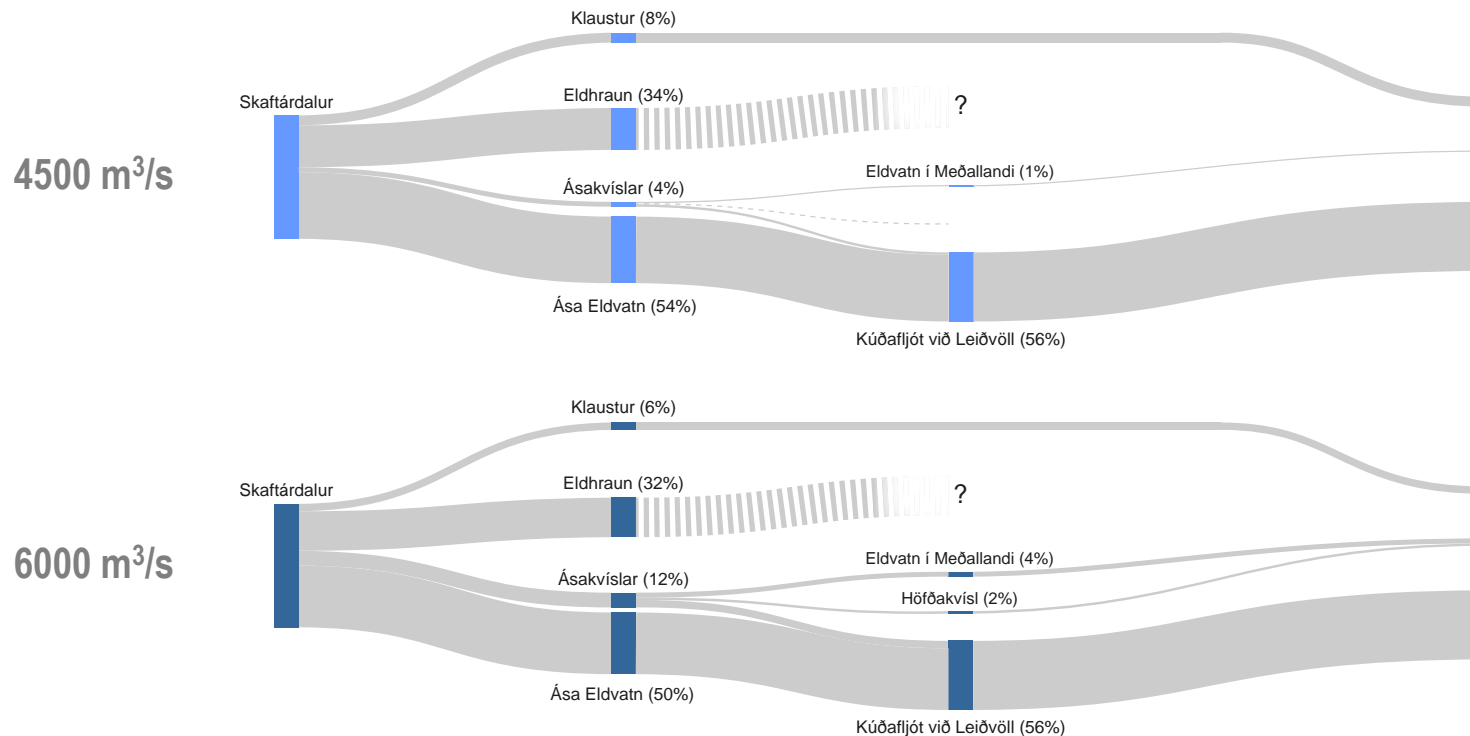 Klaustur (8%)
Skaftárdalur
Eldhraun (34%)
?
4500 m³/s
Eldvatn í Meðallandi (1%)
Ásakvíslar (4%)
Ása Eldvatn (54%)
Kúðafljót við Leiðvöll (56%)
Klaustur (6%)
Skaftárdalur
Eldhraun (32%)
?
6000 m³/s
Eldvatn í Meðallandi (4%)
Ásakvíslar (12%)
Höfðakvísl (2%)
Ása Eldvatn (50%)
Kúðafljót við Leiðvöll (56%)